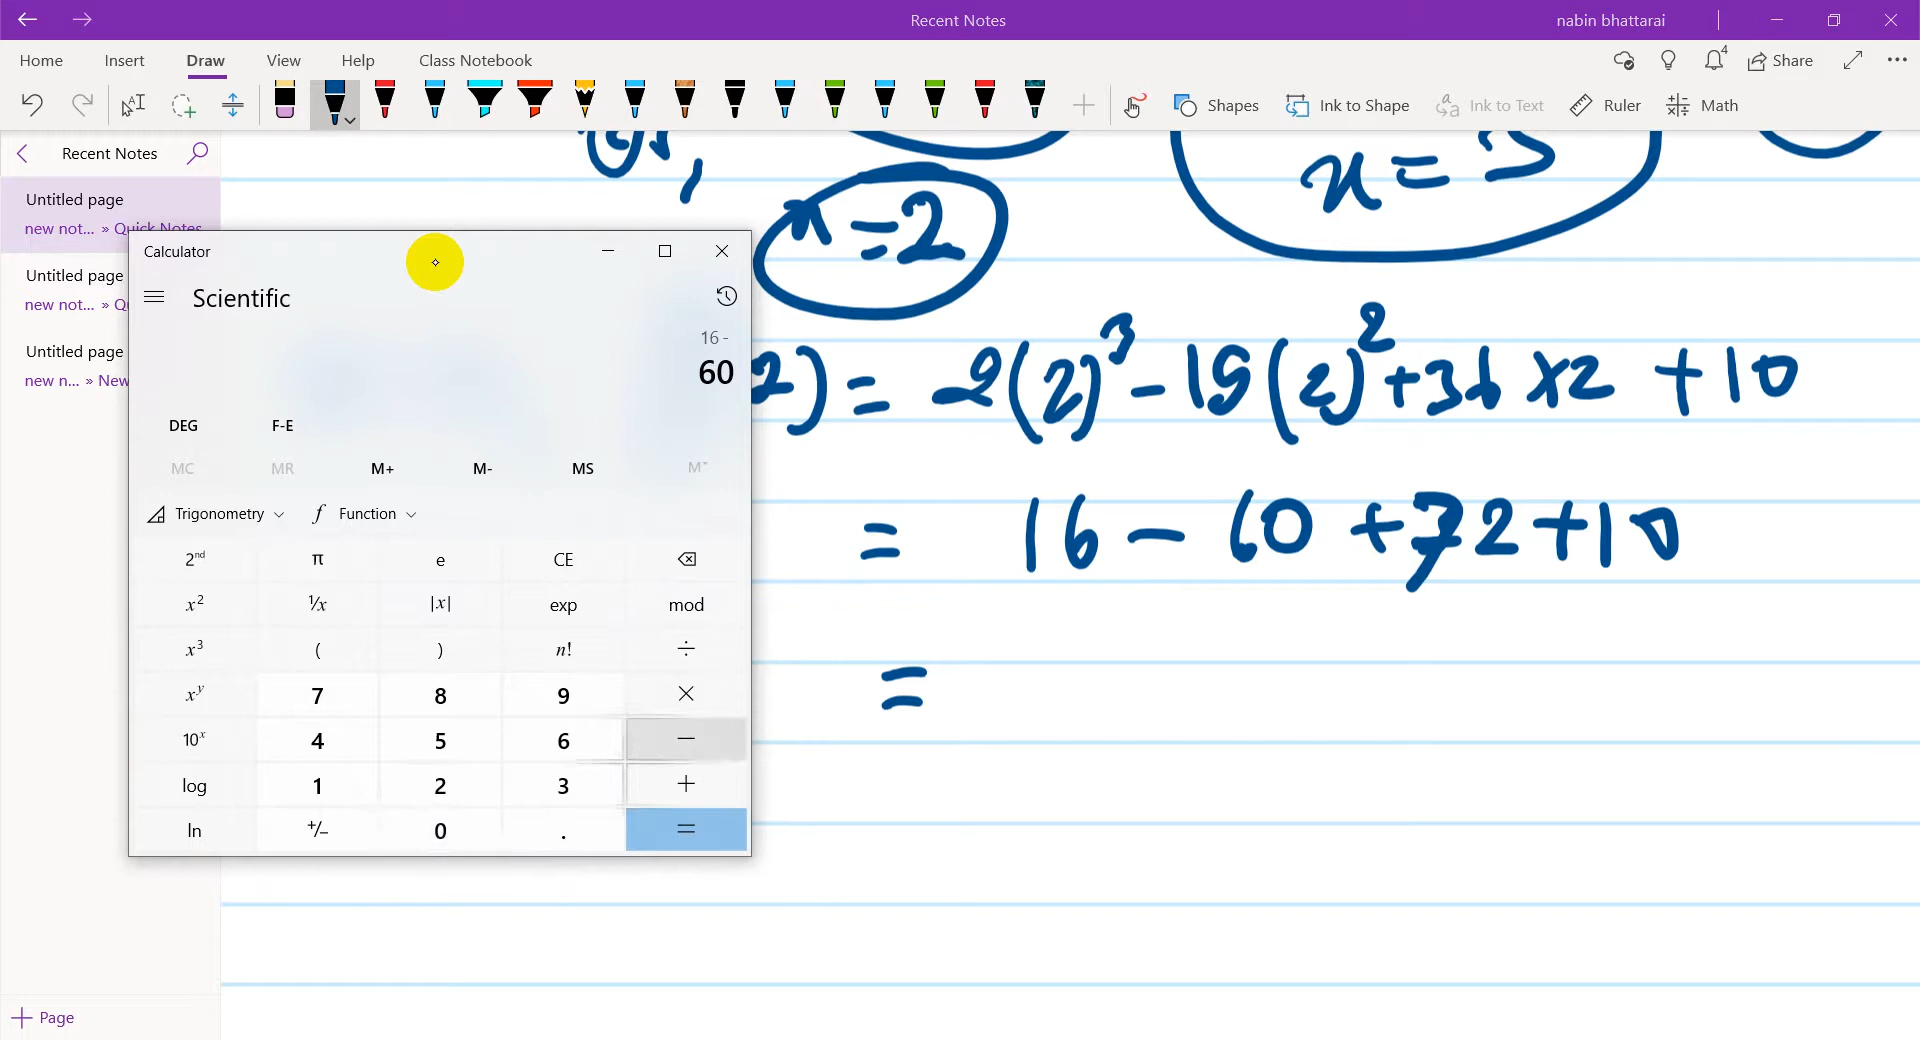 Recent Notes
nabin bhattarai
Home Insert Draw View Help Class Notebook
4
Share
Shapes Ink to Shape Ink to Text Ruler Math
Recent Notes
Untitled page
new not... » Quick Notes
Untitled page
new not... » Q
Untitled page
new n... » New
Page
Calculator
Scientific
16 -
60
DEG F-E
MC MR M+ M- MS M˅
Trigonometry f Function
2nd π e CE
x² ¹/x |x| exp mod
x³ ( ) n! ÷
xʸ 7 8 9 ×
10ˣ 4 5 6 −
log 1 2 3 +
ln +/− 0 . =
x = 3
x = 2
2) = 2(2)³ - 15(2)² + 36 × 2 + 10
= 16 - 60 + 72 + 10
=